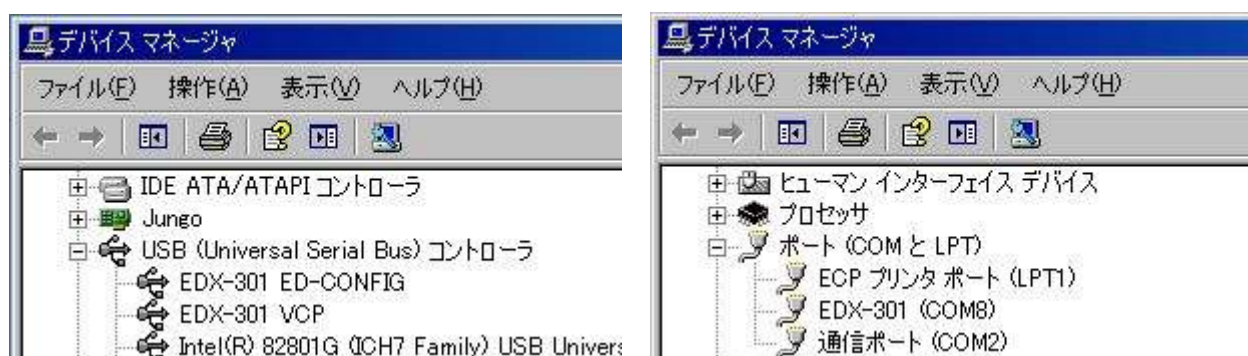 デバイス マネージャ
ファイル(F) 操作(A) 表示(V) ヘルプ(H)
IDE ATA/ATAPI コントローラ
Jungo
USB (Universal Serial Bus) コントローラ
EDX-301 ED-CONFIG
EDX-301 VCP
Intel(R) 82801G (ICH7 Family) USB Univers
デバイス マネージャ
ファイル(F) 操作(A) 表示(V) ヘルプ(H)
ヒューマン インターフェイス デバイス
プロセッサ
ポート (COM と LPT)
ECP プリンタ ポート (LPT1)
EDX-301 (COM8)
通信ポート (COM2)